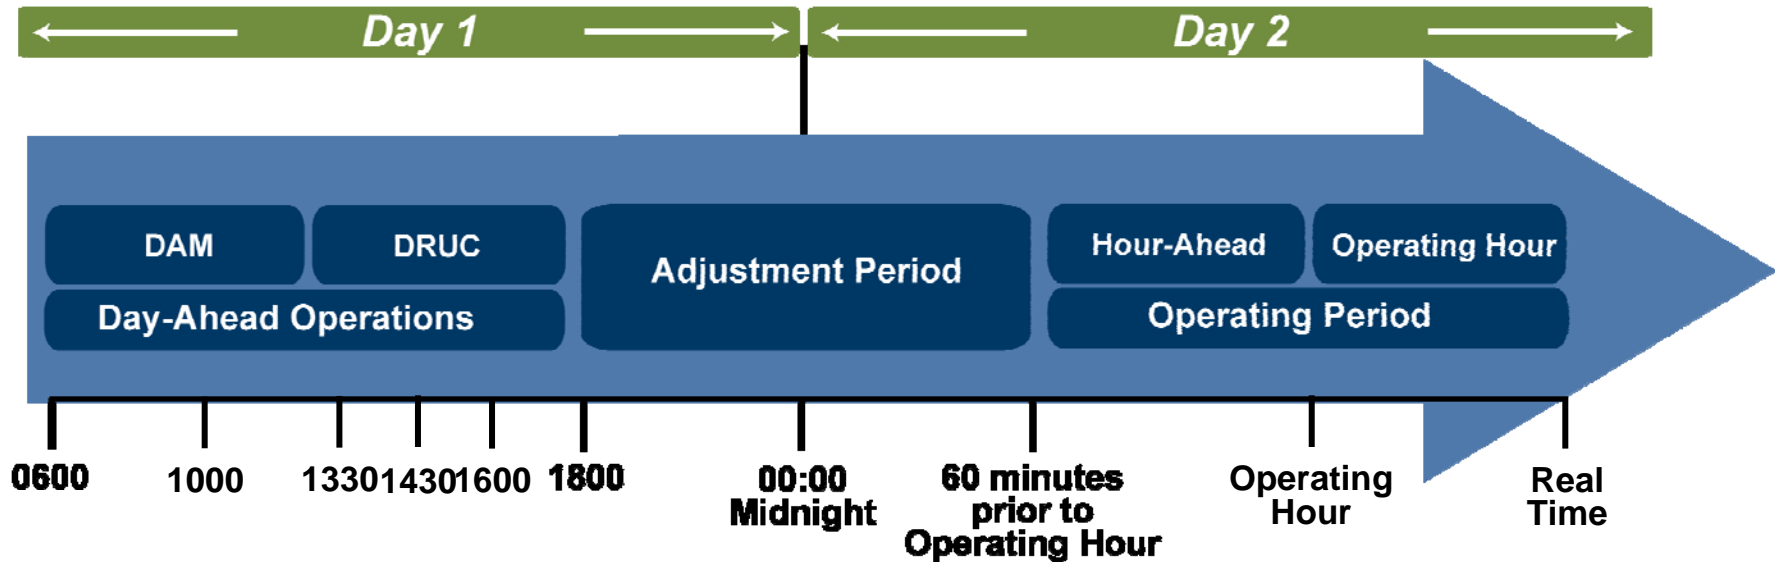 Day 1
Day 2
DAM
DRUC
Day-Ahead Operations
Adjustment Period
Hour-Ahead
Operating Hour
Operating Period
0600
1000
1330
1430
1600
1800
00:00
Midnight
60 minutes
prior to
Operating Hour
Operating
Hour
Real
Time